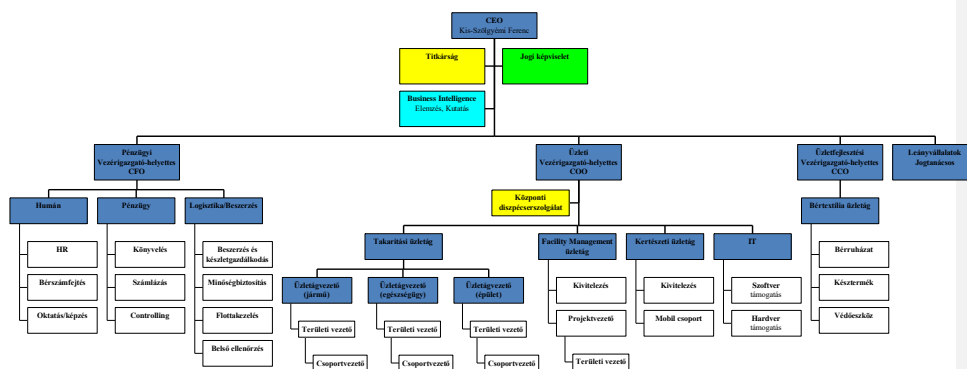 CEO
Kis-Szölgyémi Ferenc
Titkárság
Jogi képviselet
Business Intelligence
Elemzés, Kutatás
Pénzügyi
Vezérigazgató-helyettes
CFO
Üzleti
Vezérigazgató-helyettes
COO
Üzletfejlesztési
Vezérigazgató-helyettes
CCO
Leányvállalatok
Jogtanácsos
Központi
diszpécserszolgálat
Humán
Pénzügy
Logisztika/Beszerzés
Bértextília üzletág
Takarítási üzletág
Facility Management
üzletág
Kertészeti üzletág
IT
HR
Könyvelés
Beszerzés és
készletgazdálkodás
Bérruházat
Bérszámfejtés
Számlázás
Minőségbiztosítás
Üzletágvezető
(jármű)
Üzletágvezető
(egészségügy)
Üzletágvezető
(épület)
Kivitelezés
Kivitelezés
Szoftver
támogatás
Késztermék
Oktatás/képzés
Controlling
Flottakezelés
Területi vezető
Területi vezető
Területi vezető
Projektvezető
Mobil csoport
Hardver
támogatás
Védőeszköz
Belső ellenőrzés
Csoportvezető
Csoportvezető
Csoportvezető
Területi vezető